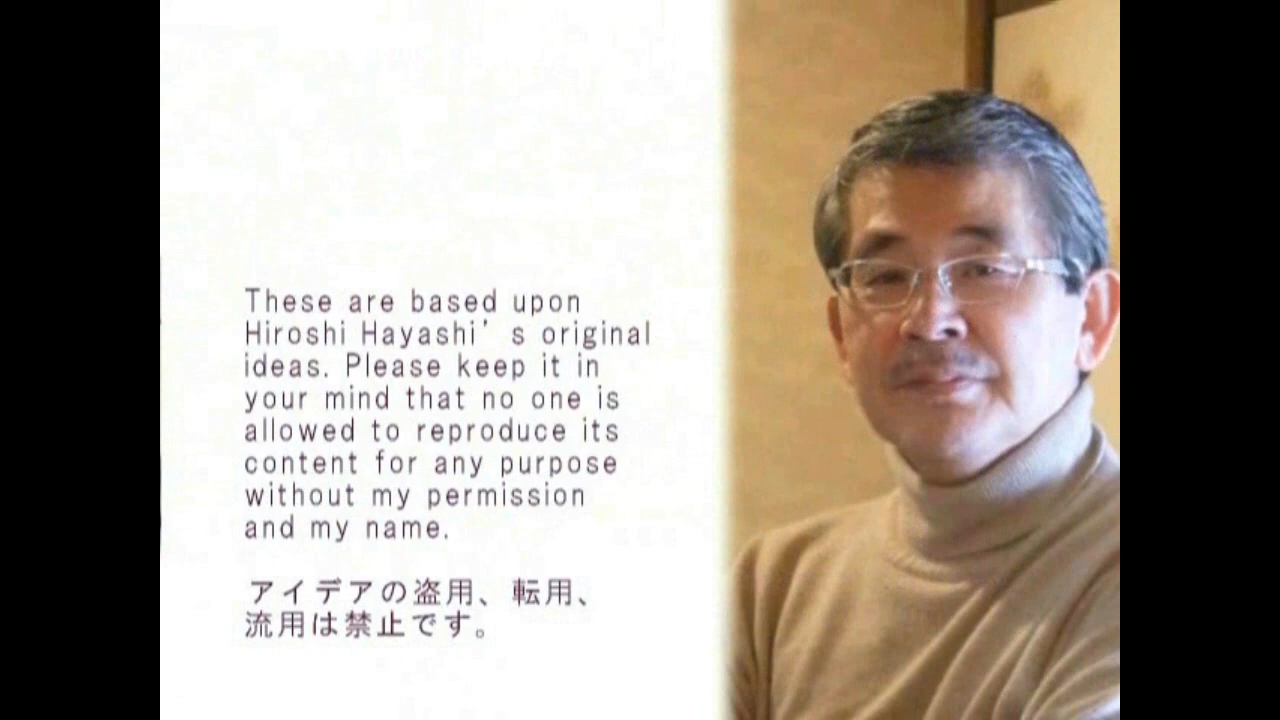 These are based upon
Hiroshi Hayashi's original
ideas. Please keep it in
your mind that no one is
allowed to reproduce its
content for any purpose
without my permission
and my name.
アイデアの盗用、転用、
流用は禁止です。